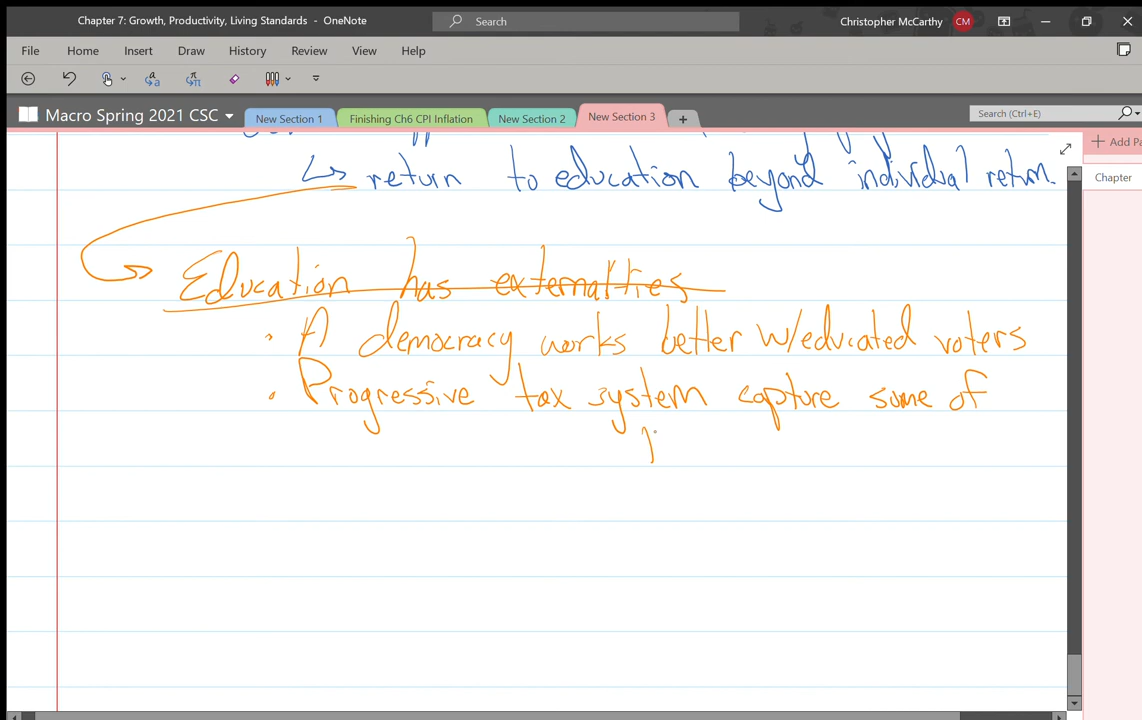 Chapter 7: Growth, Productivity, Living Standards - OneNote
Search
Christopher McCarthy
CM
File Home Insert Draw History Review View Help
Macro Spring 2021 CSC
New Section 1
Finishing Ch6 CPI Inflation
New Section 2
New Section 3
Search (Ctrl+E)
Add Pa
Chapter
return to education beyond individual return.
Education has externalties
A democracy works better w/educated voters
Progressive tax system capture some of